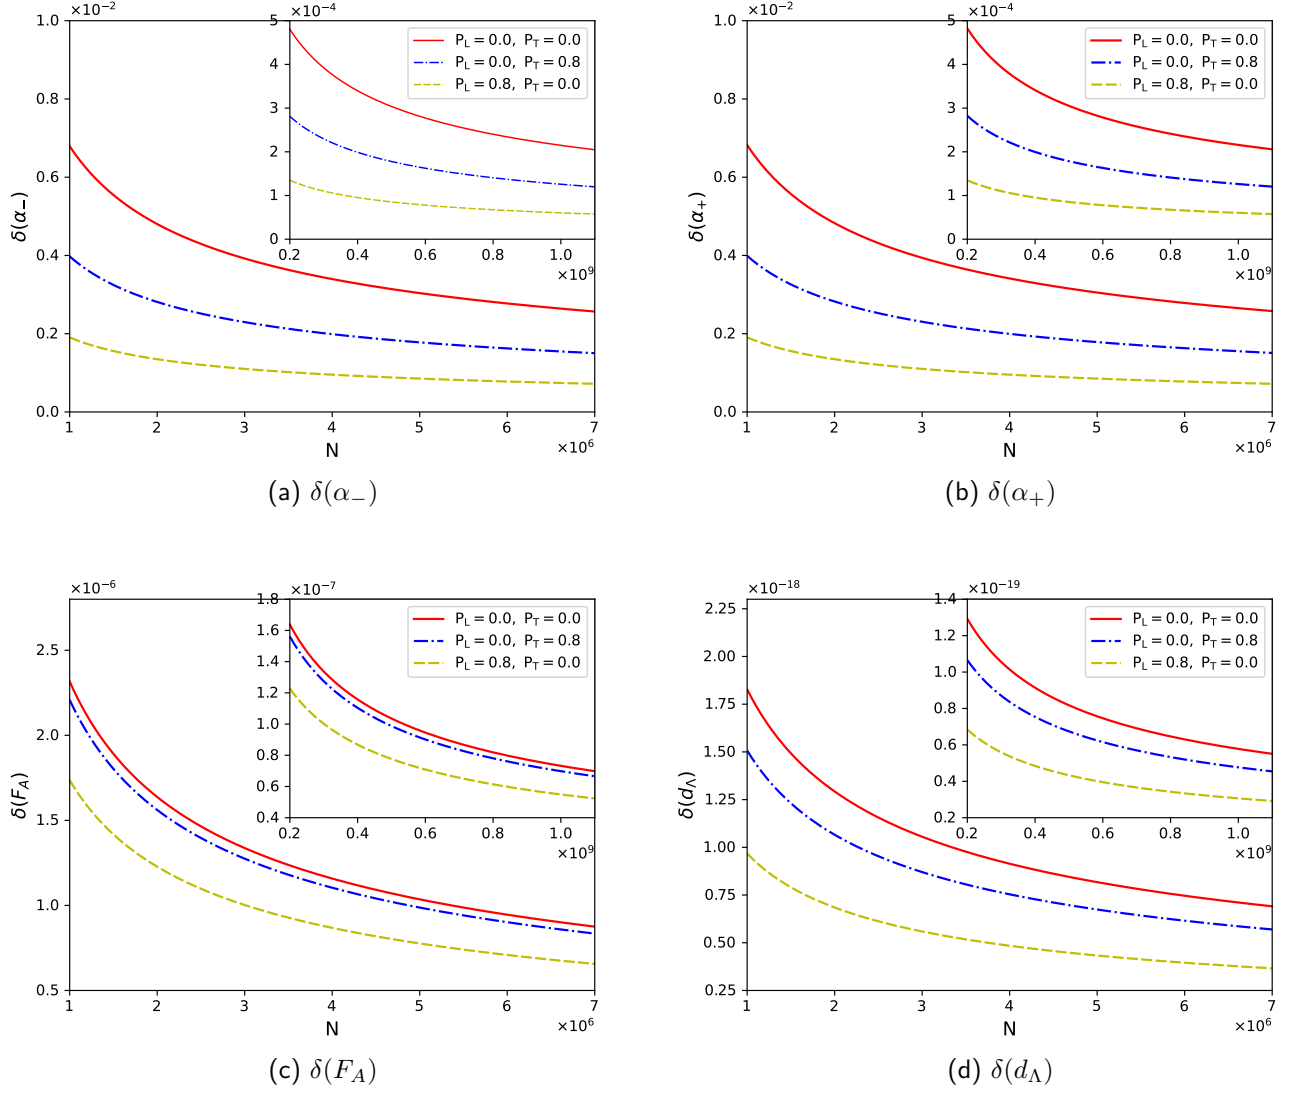 ×10⁻²
1.0
0.8
0.6
0.4
0.2
0.0
δ(α₋)
1 2 3 4 5 6 7
×10⁶
N
×10⁻⁴
5
4
3
2
1
0
0.2 0.4 0.6 0.8 1.0
×10⁹
P_L = 0.0, P_T = 0.0
P_L = 0.0, P_T = 0.8
P_L = 0.8, P_T = 0.0
(a) δ(α₋)
×10⁻²
1.0
0.8
0.6
0.4
0.2
0.0
δ(α₊)
1 2 3 4 5 6 7
×10⁶
N
×10⁻⁴
5
4
3
2
1
0
0.2 0.4 0.6 0.8 1.0
×10⁹
P_L = 0.0, P_T = 0.0
P_L = 0.0, P_T = 0.8
P_L = 0.8, P_T = 0.0
(b) δ(α₊)
×10⁻⁶
2.5
2.0
1.5
1.0
0.5
δ(F_A)
1 2 3 4 5 6 7
×10⁶
N
×10⁻⁷
1.8
1.6
1.4
1.2
1.0
0.8
0.6
0.4
0.2 0.4 0.6 0.8 1.0
×10⁹
P_L = 0.0, P_T = 0.0
P_L = 0.0, P_T = 0.8
P_L = 0.8, P_T = 0.0
(c) δ(F_A)
×10⁻¹⁸
2.25
2.00
1.75
1.50
1.25
1.00
0.75
0.50
0.25
δ(d_Λ)
1 2 3 4 5 6 7
×10⁶
N
×10⁻¹⁹
1.4
1.2
1.0
0.8
0.6
0.4
0.2
0.2 0.4 0.6 0.8 1.0
×10⁹
P_L = 0.0, P_T = 0.0
P_L = 0.0, P_T = 0.8
P_L = 0.8, P_T = 0.0
(d) δ(d_Λ)